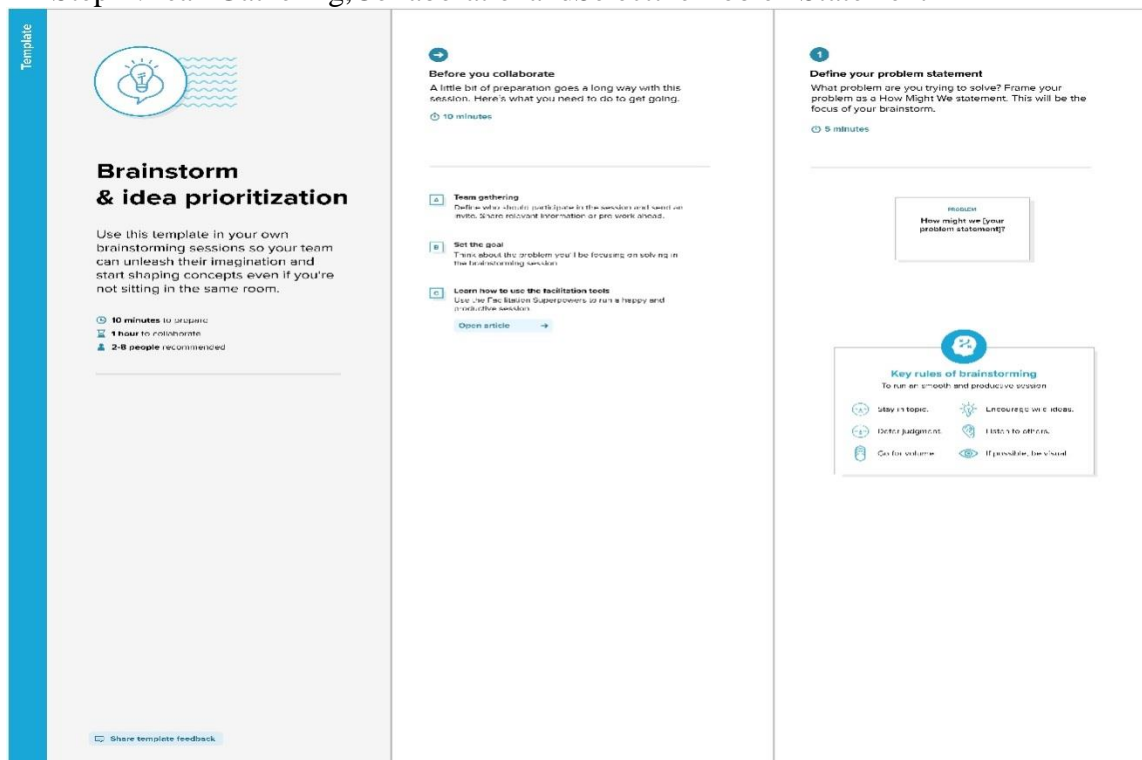 Template
Brainstorm
& idea prioritization
Use this template in your own
brainstorming sessions so your team
can unleash their imagination and
start shaping concepts even if you're
not sitting in the same room.
10 minutes to prepare
1 hour to collaborate
2-8 people recommended
Share template feedback
Before you collaborate
A little bit of preparation goes a long way with this
session. Here's what you need to do to get going.
10 minutes
A
Team gathering
Define who should participate in the session and send an
invite. Share relevant information or pre work ahead.
B
Set the goal
Think about the problem you'll be focusing on solving in
the brainstorming session
C
Learn how to use the facilitation tools
Use the Facilitation Superpowers to run a happy and
productive session
Open article
1
Define your problem statement
What problem are you trying to solve? Frame your
problem as a How Might We statement. This will be the
focus of your brainstorm.
5 minutes
PROBLEM
How might we [your
problem statement]?
Key rules of brainstorming
To run an smooth and productive session
Stay in topic.
Encourage wild ideas.
Defer judgment.
Listen to others.
Go for volume
If possible, be visual